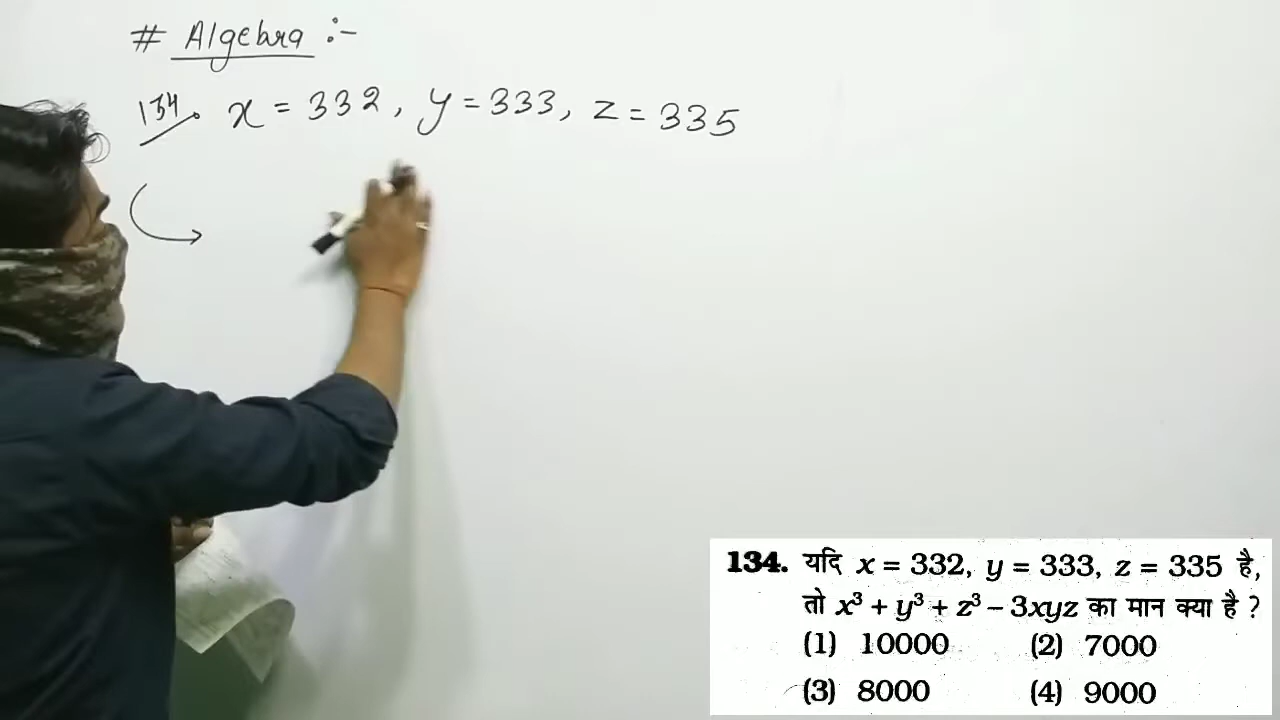 # Algebra :-
134. x = 332, y = 333, z = 335
134. यदि x = 332, y = 333, z = 335 है,
तो x³ + y³ + z³ – 3xyz का मान क्या है ?
(1) 10000 (2) 7000
(3) 8000 (4) 9000